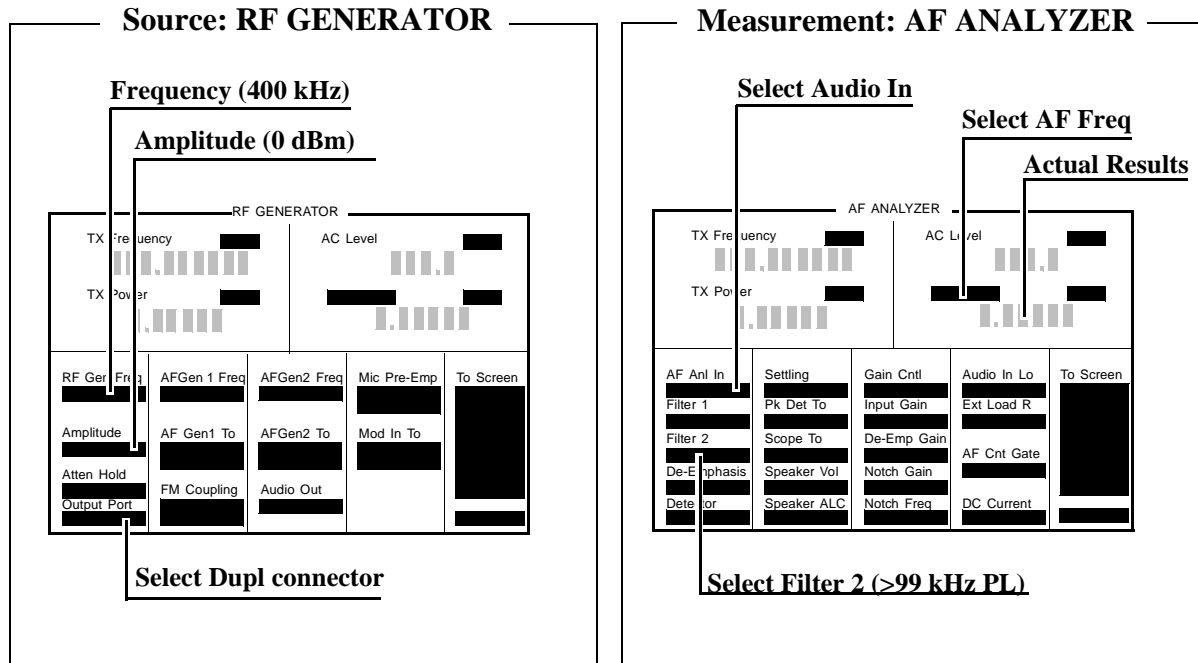 Source: RF GENERATOR
Frequency (400 kHz)
Amplitude (0 dBm)
RF GENERATOR
TX Frequency
AC Level
TX Power
RF Gen Freq
AFGen 1 Freq
AFGen2 Freq
Mic Pre-Emp
To Screen
Amplitude
AF Gen1 To
AFGen2 To
Mod In To
Atten Hold
FM Coupling
Audio Out
Output Port
Select Dupl connector
Measurement: AF ANALYZER
Select Audio In
Select AF Freq
Actual Results
AF ANALYZER
TX Frequency
AC Level
TX Power
AF Anl In
Settling
Gain Cntl
Audio In Lo
To Screen
Filter 1
Pk Det To
Input Gain
Ext Load R
Filter 2
Scope To
De-Emp Gain
AF Cnt Gate
De-Emphasis
Speaker Vol
Notch Gain
Detector
Speaker ALC
Notch Freq
DC Current
Select Filter 2 (>99 kHz PL)